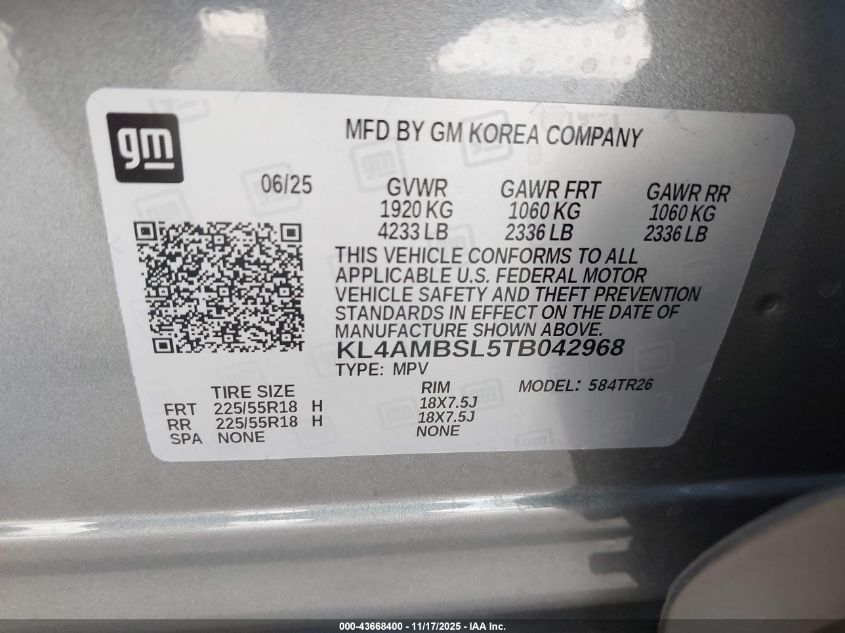 gm
MFD BY GM KOREA COMPANY
06/25
GVWR GAWR FRT GAWR RR
1920 KG 1060 KG 1060 KG
4233 LB 2336 LB 2336 LB
THIS VEHICLE CONFORMS TO ALL
APPLICABLE U.S. FEDERAL MOTOR
VEHICLE SAFETY AND THEFT PREVENTION
STANDARDS IN EFFECT ON THE DATE OF
MANUFACTURE SHOWN ABOVE.
KL4AMBSL5TB042968
TYPE: MPV
TIRE SIZE RIM MODEL: 584TR26
FRT 225/55R18 H 18X7.5J
RR 225/55R18 H 18X7.5J
SPA NONE NONE
000-43668400 - 11/17/2025 - IAA Inc.